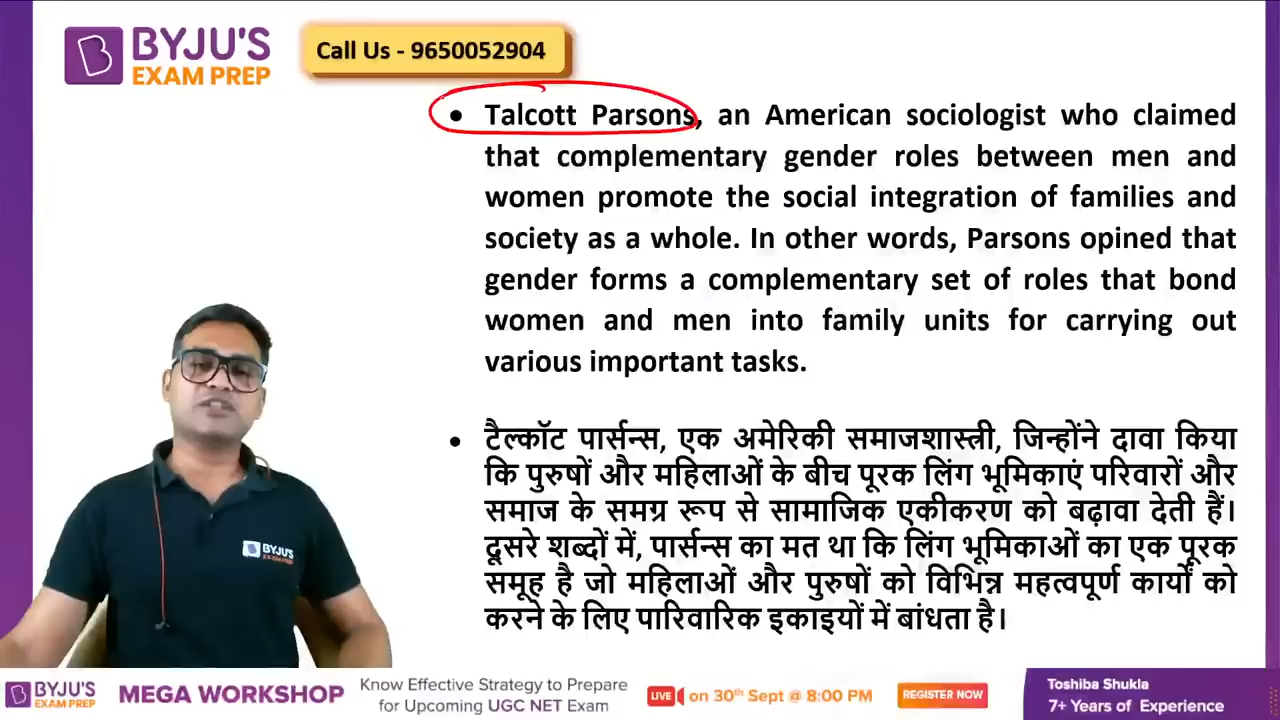 BYJU'S
EXAM PREP
Call Us - 9650052904
• Talcott Parsons, an American sociologist who claimed
that complementary gender roles between men and
women promote the social integration of families and
society as a whole. In other words, Parsons opined that
gender forms a complementary set of roles that bond
women and men into family units for carrying out
various important tasks.
• टैल्कॉट पार्सन्स, एक अमेरिकी समाजशास्त्री, जिन्होंने दावा किया
कि पुरुषों और महिलाओं के बीच पूरक लिंग भूमिकाएं परिवारों और
समाज के समग्र रूप से सामाजिक एकीकरण को बढ़ावा देती हैं।
दूसरे शब्दों में, पार्सन्स का मत था कि लिंग भूमिकाओं का एक पूरक
समूह है जो महिलाओं और पुरुषों को विभिन्न महत्वपूर्ण कार्यों को
करने के लिए पारिवारिक इकाइयों में बांधता है।
BYJU'S
EXAM PREP
BYJU'S
EXAM PREP
MEGA WORKSHOP
Know Effective Strategy to Prepare
for Upcoming UGC NET Exam
LIVE on 30th Sept @ 8:00 PM
REGISTER NOW
Toshiba Shukla
7+ Years of Experience